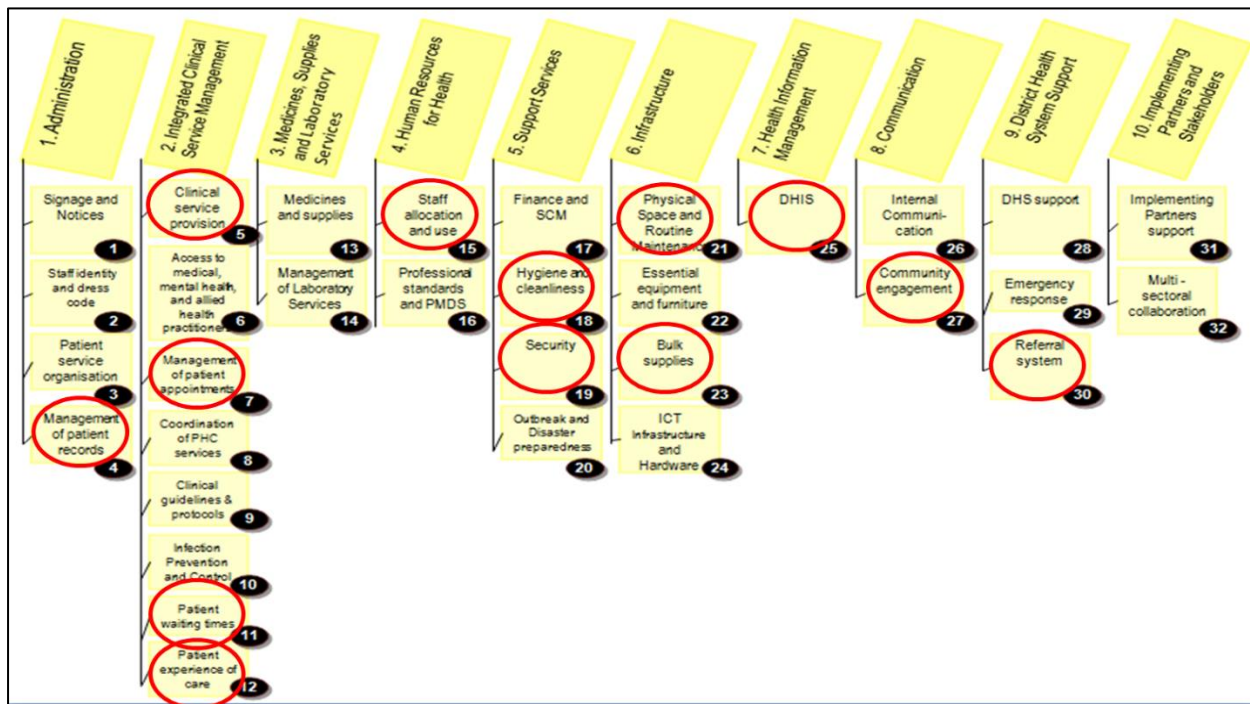 1. Administration
2. Integrated Clinical
Service Management
3. Medicines, Supplies
and Laboratory
Services
4. Human Resources
for Health
5. Support Services
6. Infrastructure
7. Health Information
Management
8. Communication
9. District Health
System Support
10. Implementing
Partners and
Stakeholders
Signage and
Notices
1
Staff identity
and dress
code
2
Patient
service
organisation
3
Management
of patient
records
4
Clinical
service
provision
5
Access to
medical,
mental health,
and allied
health
practitioners
6
Management
of patient
appointments
7
Coordination
of PHC
services
8
Clinical
guidelines &
protocols
9
Infection
Prevention
and Control
10
Patient
waiting times
11
Patient
experience of
care
12
Medicines
and supplies
13
Management
of Laboratory
Services
14
Staff
allocation
and use
15
Professional
standards
and PMDS
16
Finance and
SCM
17
Hygiene and
cleanliness
18
Security
19
Outbreak and
Disaster
preparedness
20
Physical
Space and
Routine
Maintenance
21
Essential
equipment
and furniture
22
Bulk
supplies
23
ICT
Infrastructure
and
Hardware
24
DHIS
25
Internal
Communi-
cation
26
Community
engagement
27
DHS support
28
Emergency
response
29
Referral
system
30
Implementing
Partners
support
31
Multi -
sectoral
collaboration
32